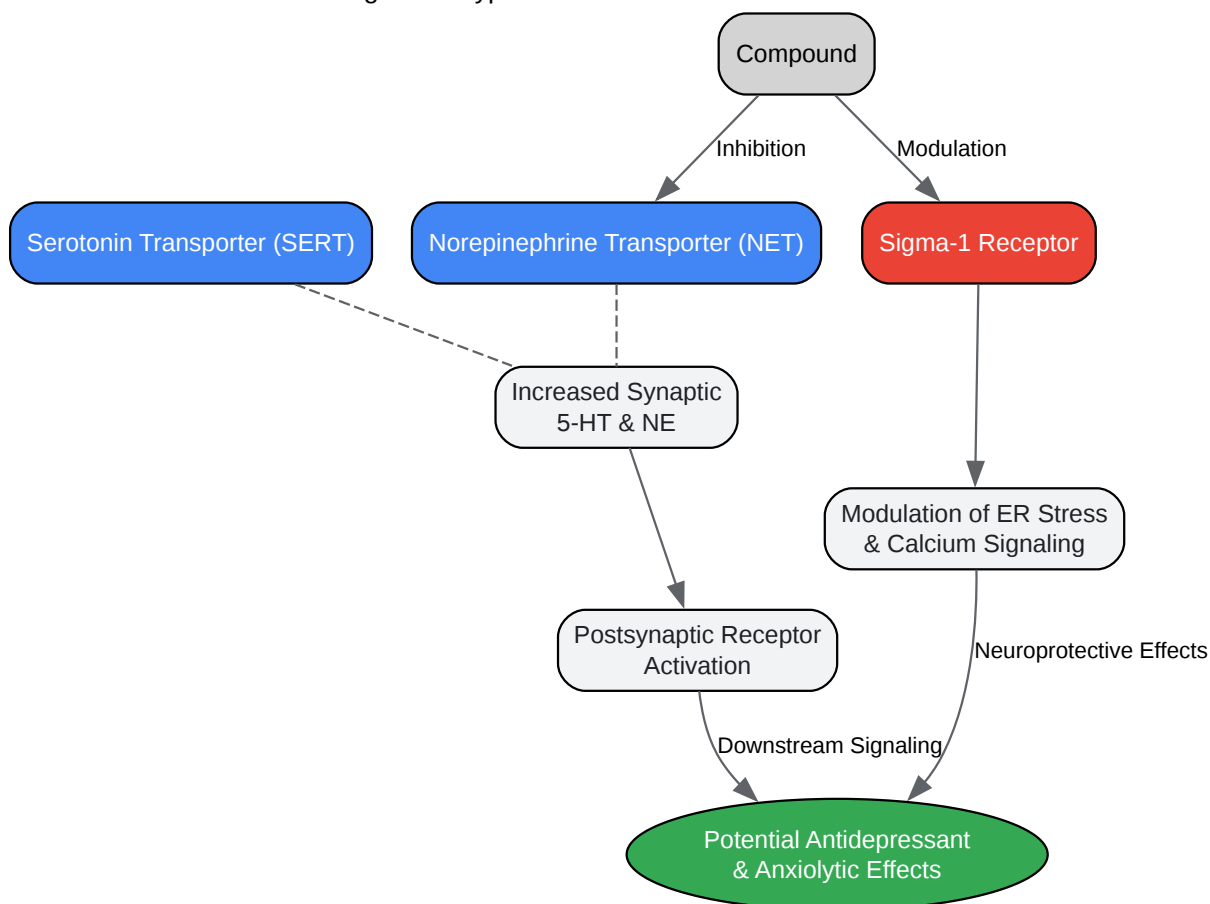 Compound
Inhibition
Modulation
Serotonin Transporter (SERT)
Norepinephrine Transporter (NET)
Sigma-1 Receptor
Increased Synaptic
5-HT & NE
Modulation of ER Stress
& Calcium Signaling
Postsynaptic Receptor
Activation
Neuroprotective Effects
Downstream Signaling
Potential Antidepressant
& Anxiolytic Effects